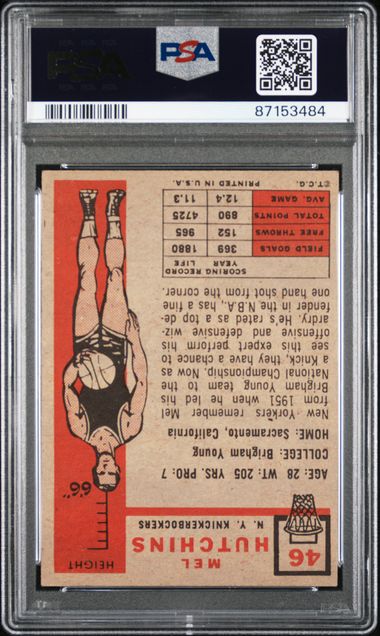 PSA
PSA
87153484
46
MEL
HUTCHINS
N. Y. KNICKERBOCKERS
HEIGHT
6'6"
AGE: 28 WT: 205 YRS. PRO: 7
COLLEGE: Brigham Young
HOME: Sacramento, California
New Yorkers remember Mel
from 1951 when he led his
Brigham Young team to the
National Championship. Now as
a Knick, they have a chance to
see this expert perform his
offensive and defensive wiz-
ardry. He's rated as a top de-
fender in the N.B.A., has a fine
one hand shot from the corner.
SCORING RECORD
YEAR LIFE
FIELD GOALS 369 1880
FREE THROWS 152 965
TOTAL POINTS 890 4725
AVG. GAME 12.4 11.3
©T.C.G. PRINTED IN U.S.A.